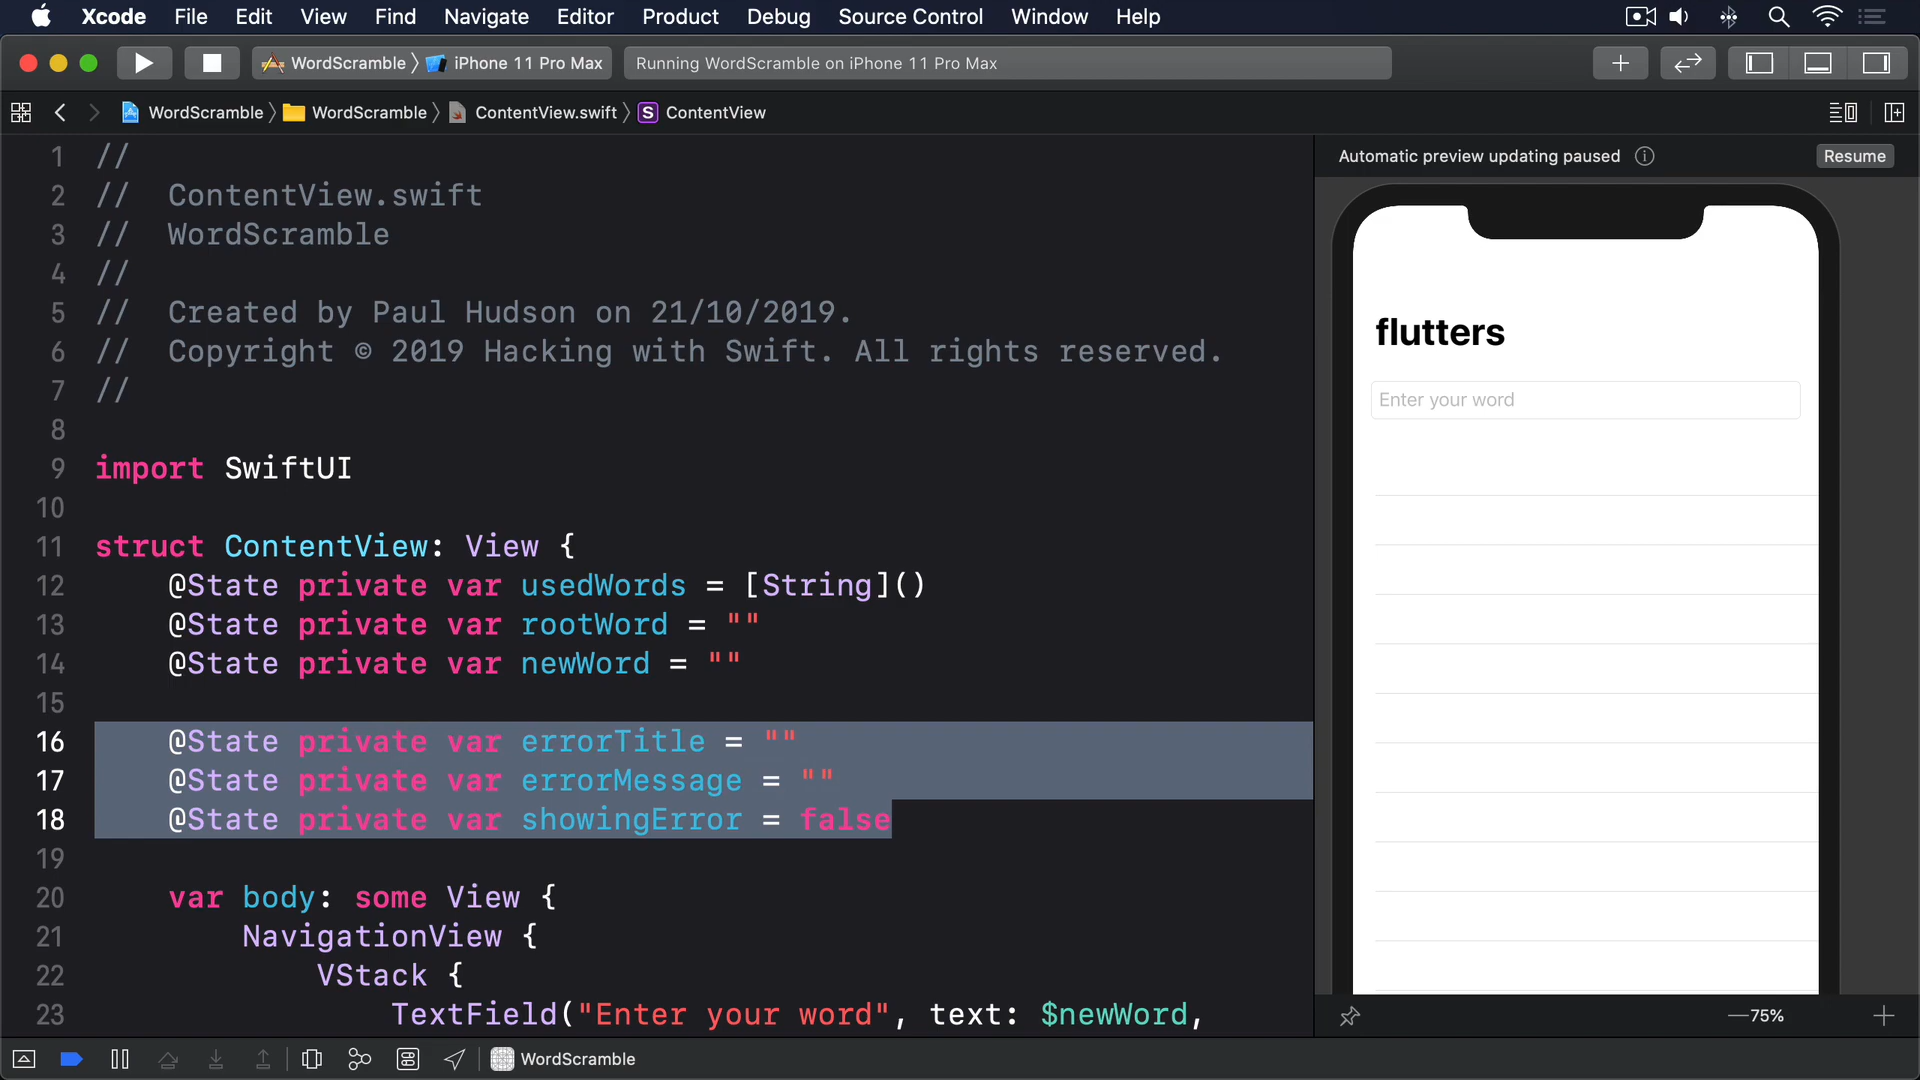 Xcode File Edit View Find Navigate Editor Product Debug Source Control Window Help
WordScramble 〉 iPhone 11 Pro Max
Running WordScramble on iPhone 11 Pro Max
WordScramble 〉 WordScramble 〉 ContentView.swift 〉 S ContentView
1 //
2 //  ContentView.swift
3 //  WordScramble
4 //
5 //  Created by Paul Hudson on 21/10/2019.
6 //  Copyright © 2019 Hacking with Swift. All rights reserved.
7 //
8
9 import SwiftUI
10
11 struct ContentView: View {
12     @State private var usedWords = [String]()
13     @State private var rootWord = ""
14     @State private var newWord = ""
15
16     @State private var errorTitle = ""
17     @State private var errorMessage = ""
18     @State private var showingError = false
19
20     var body: some View {
21         NavigationView {
22             VStack {
23                 TextField("Enter your word", text: $newWord,
Automatic preview updating paused
Resume
flutters
Enter your word
75%
WordScramble